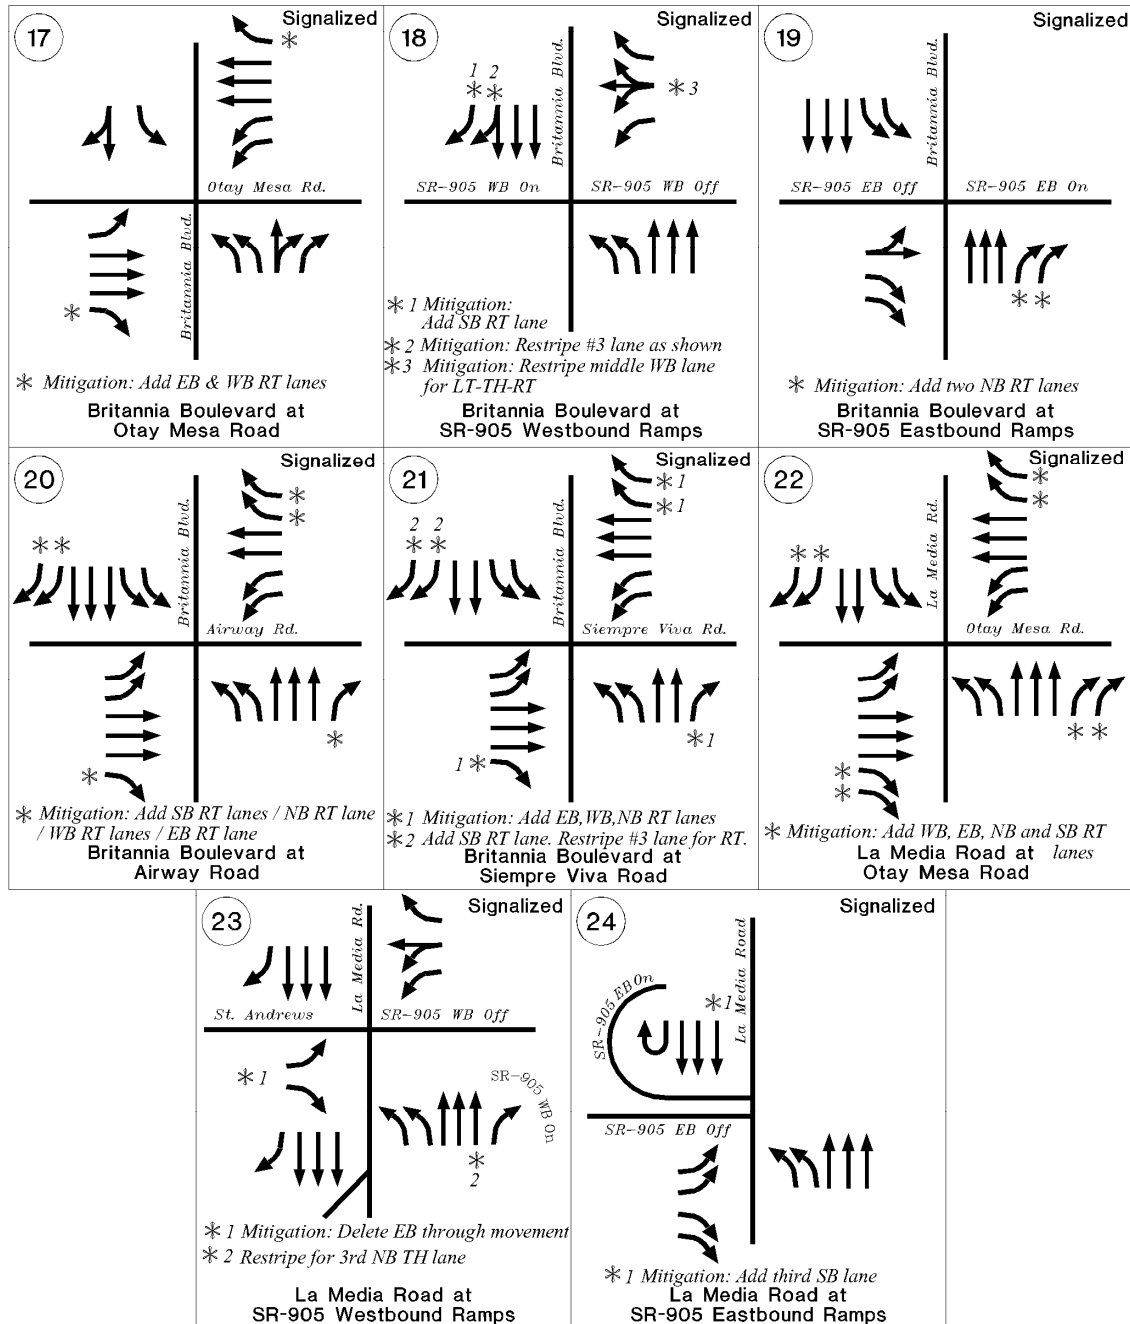 17
Signalized
Britannia Blvd.
Otay Mesa Rd.
Britannia Blvd.
* Mitigation: Add EB & WB RT lanes
Britannia Boulevard at
Otay Mesa Road
18
Signalized
Britannia Blvd.
1 2
* *
* 3
SR-905 WB On
SR-905 WB Off
* 1 Mitigation:
Add SB RT lane
* 2 Mitigation: Restripe #3 lane as shown
* 3 Mitigation: Restripe middle WB lane
for LT-TH-RT
Britannia Boulevard at
SR-905 Westbound Ramps
19
Signalized
Britannia Blvd.
SR-905 EB Off
SR-905 EB On
* Mitigation: Add two NB RT lanes
Britannia Boulevard at
SR-905 Eastbound Ramps
20
Signalized
Britannia Blvd.
Airway Rd.
* Mitigation: Add SB RT lanes / NB RT lane
/ WB RT lanes / EB RT lane
Britannia Boulevard at
Airway Road
21
Signalized
* 1
* 1
2 2
* *
Britannia Blvd.
Siempre Viva Rd.
1 *
* 1
* 1 Mitigation: Add EB,WB,NB RT lanes
* 2 Add SB RT lane. Restripe #3 lane for RT.
Britannia Boulevard at
Siempre Viva Road
22
Signalized
La Media Rd.
Otay Mesa Rd.
* Mitigation: Add WB, EB, NB and SB RT
lanes
La Media Road at
Otay Mesa Road
23
Signalized
La Media Rd.
St. Andrews
SR-905 WB Off
* 1
SR-905 WB On
*
2
* 1 Mitigation: Delete EB through movement
* 2 Restripe for 3rd NB TH lane
La Media Road at
SR-905 Westbound Ramps
24
Signalized
La Media Road
SR-905 EB On
* 1
SR-905 EB Off
* 1 Mitigation: Add third SB lane
La Media Road at
SR-905 Eastbound Ramps